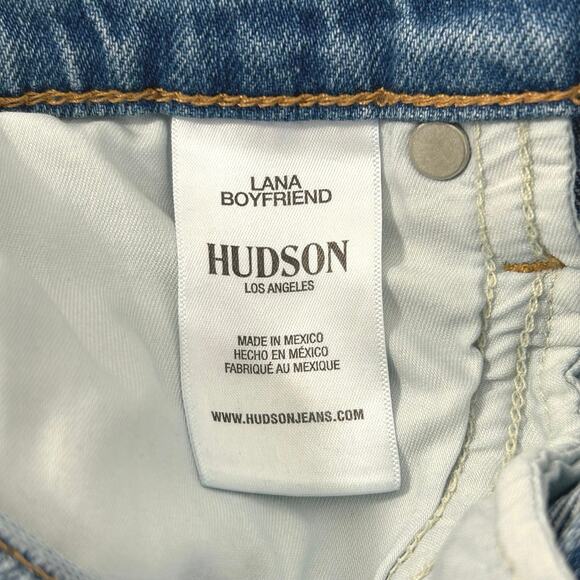 LANA
BOYFRIEND
HUDSON
LOS ANGELES
MADE IN MEXICO
HECHO EN MÉXICO
FABRIQUÉ AU MEXIQUE
WWW.HUDSONJEANS.COM